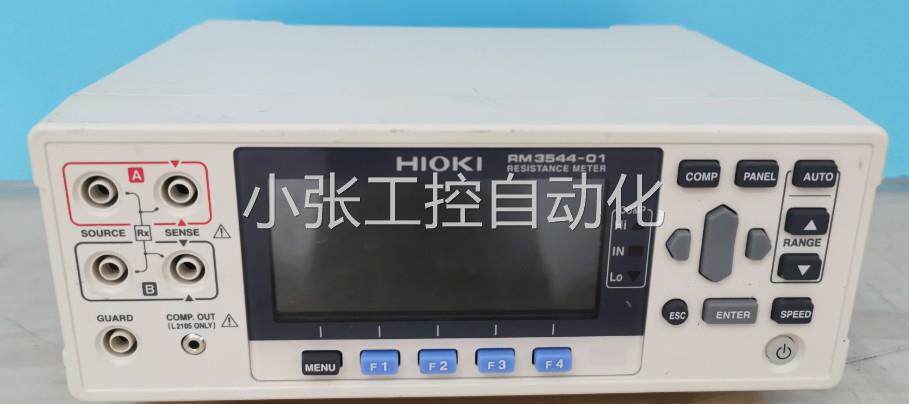 HIOKI
RM3544-01
RESISTANCE METER
小张工控自动化
A
SOURCE
Rx
SENSE
B
GUARD
COMP. OUT
(L2105 ONLY)
COMP
Hi
IN
Lo
MENU
F1
F2
F3
F4
COMP
PANEL
AUTO
RANGE
ESC
ENTER
SPEED